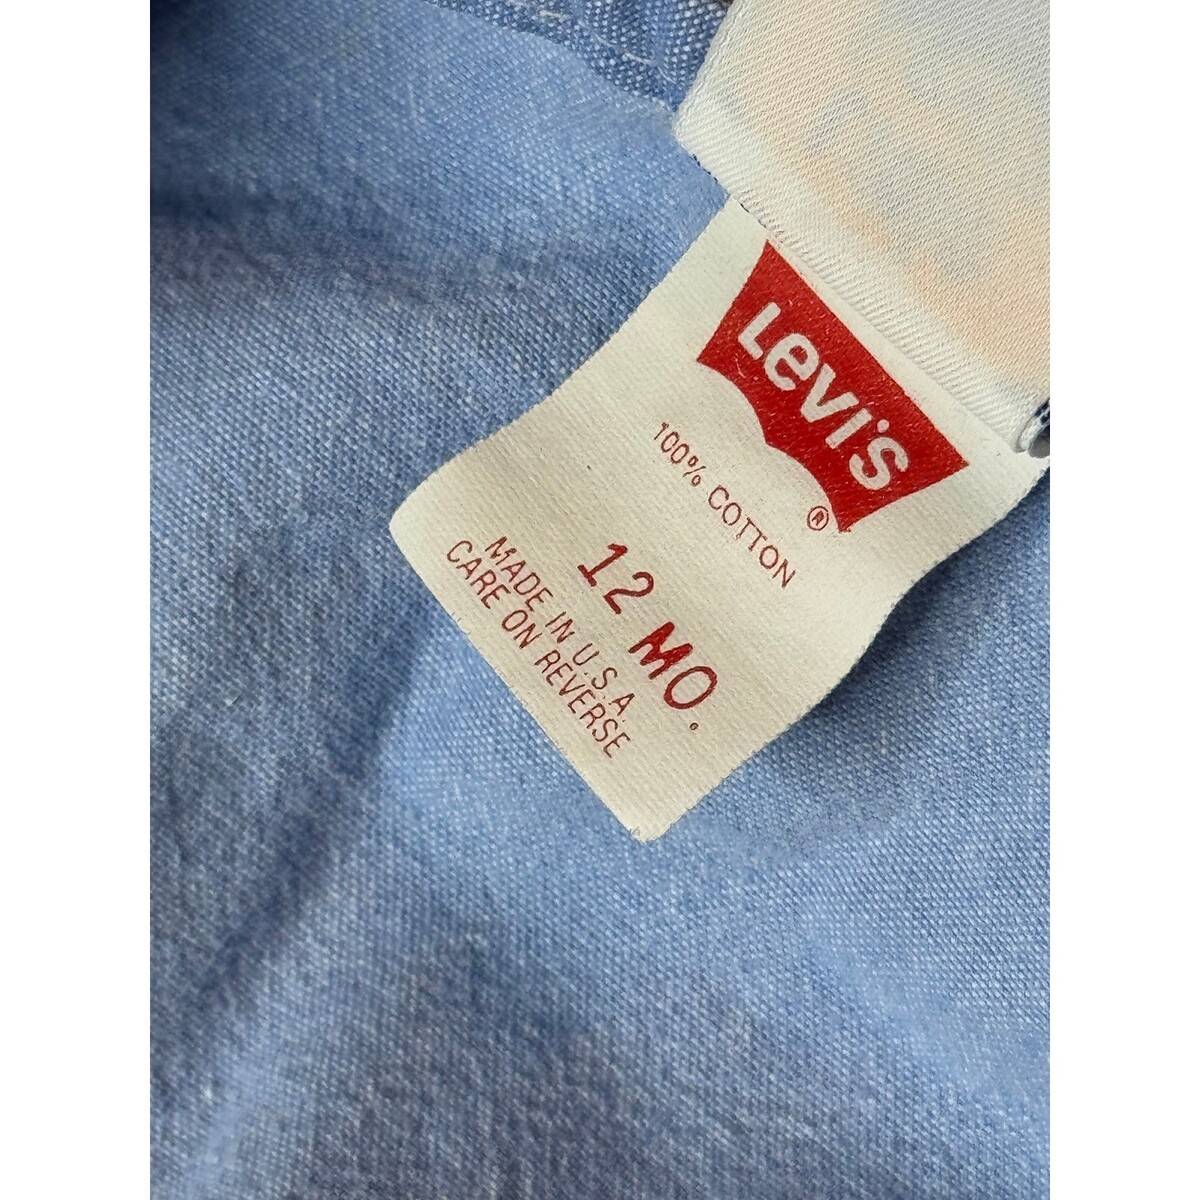 Levi's
®
100% COTTON
12 MO.
MADE IN U.S.A.
CARE ON REVERSE